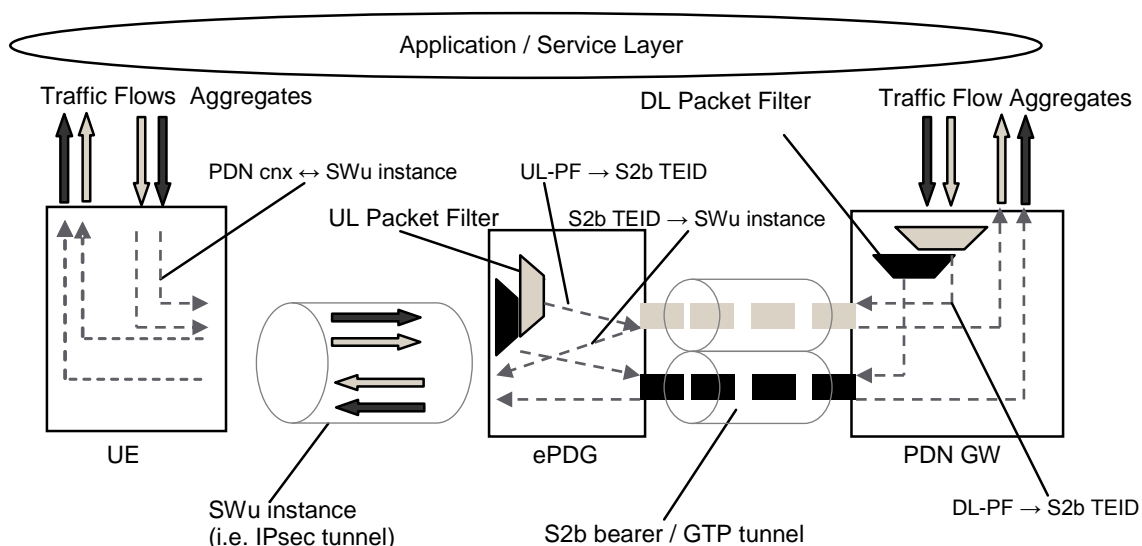 Application / Service Layer
Traffic Flows Aggregates
DL Packet Filter
Traffic Flow Aggregates
PDN cnx ↔ SWu instance
UL-PF → S2b TEID
UL Packet Filter
S2b TEID → SWu instance
UE
ePDG
PDN GW
SWu instance
(i.e. IPsec tunnel)
S2b bearer / GTP tunnel
DL-PF → S2b TEID